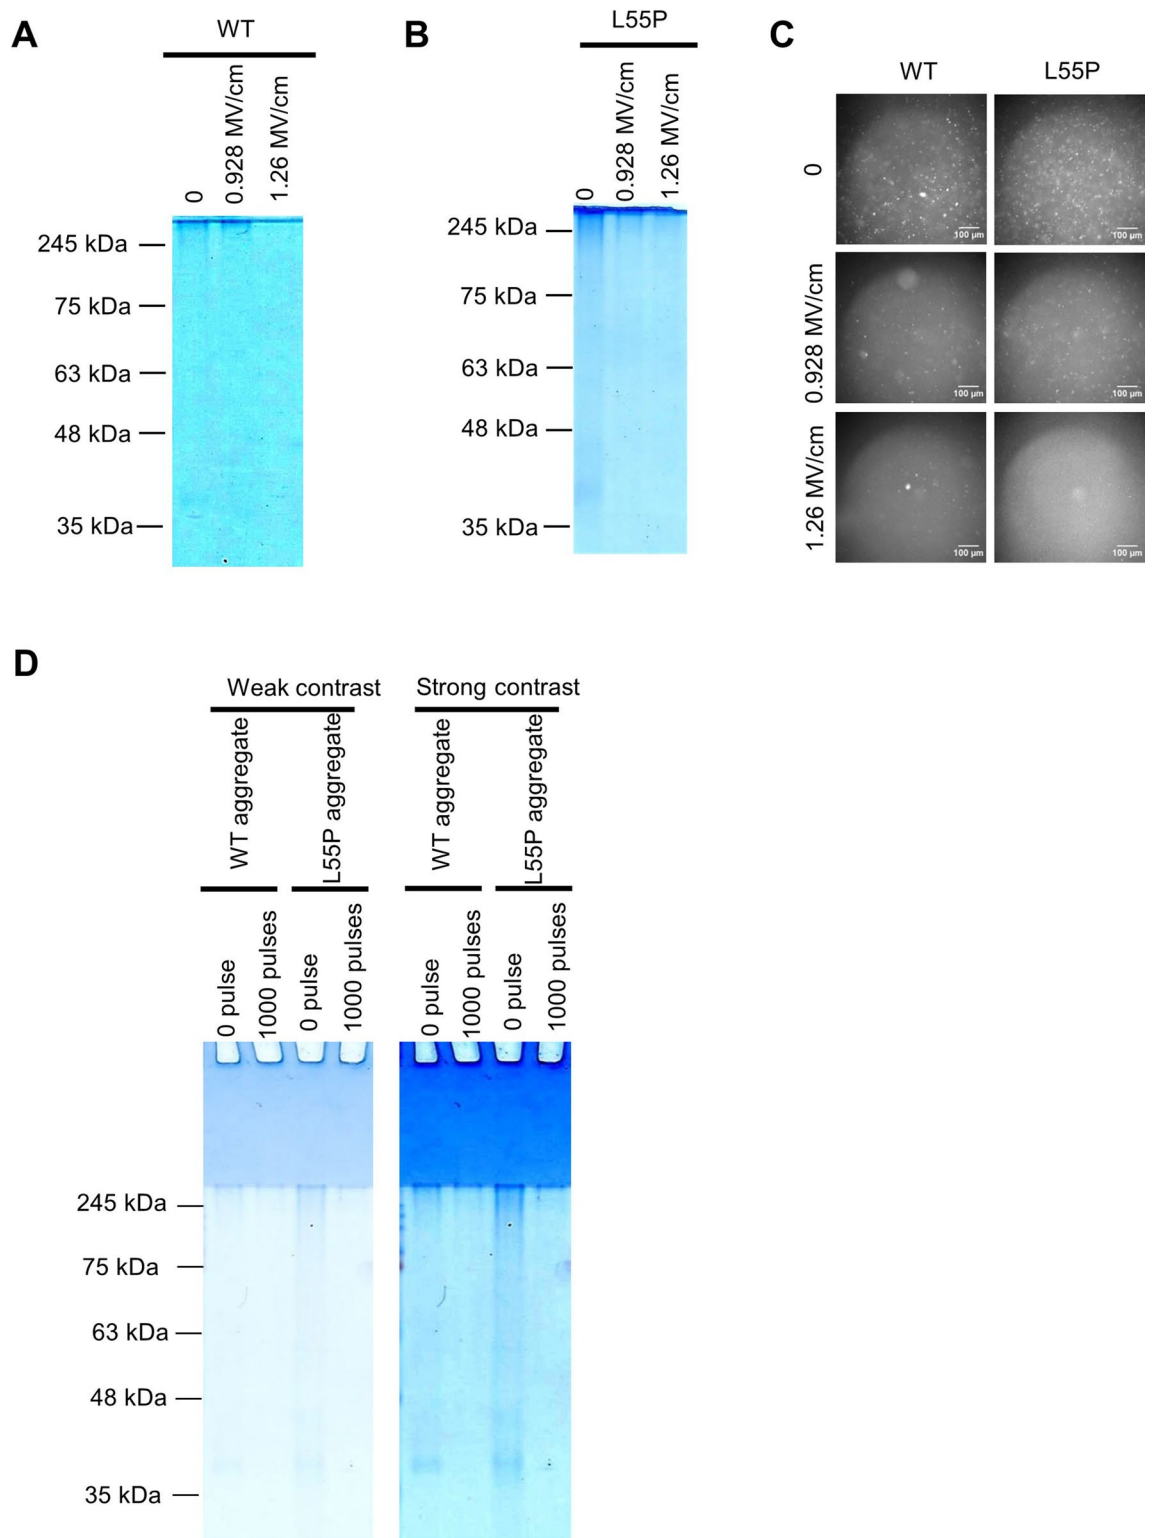 A
WT
0
0.928 MV/cm
1.26 MV/cm
245 kDa
75 kDa
63 kDa
48 kDa
35 kDa
B
L55P
0
0.928 MV/cm
1.26 MV/cm
245 kDa
75 kDa
63 kDa
48 kDa
35 kDa
C
WT
L55P
0
100 µm
100 µm
0.928 MV/cm
100 µm
100 µm
1.26 MV/cm
100 µm
100 µm
D
Weak contrast
Strong contrast
WT aggregate
L55P aggregate
WT aggregate
L55P aggregate
0 pulse
1000 pulses
0 pulse
1000 pulses
0 pulse
1000 pulses
0 pulse
1000 pulses
245 kDa
75 kDa
63 kDa
48 kDa
35 kDa